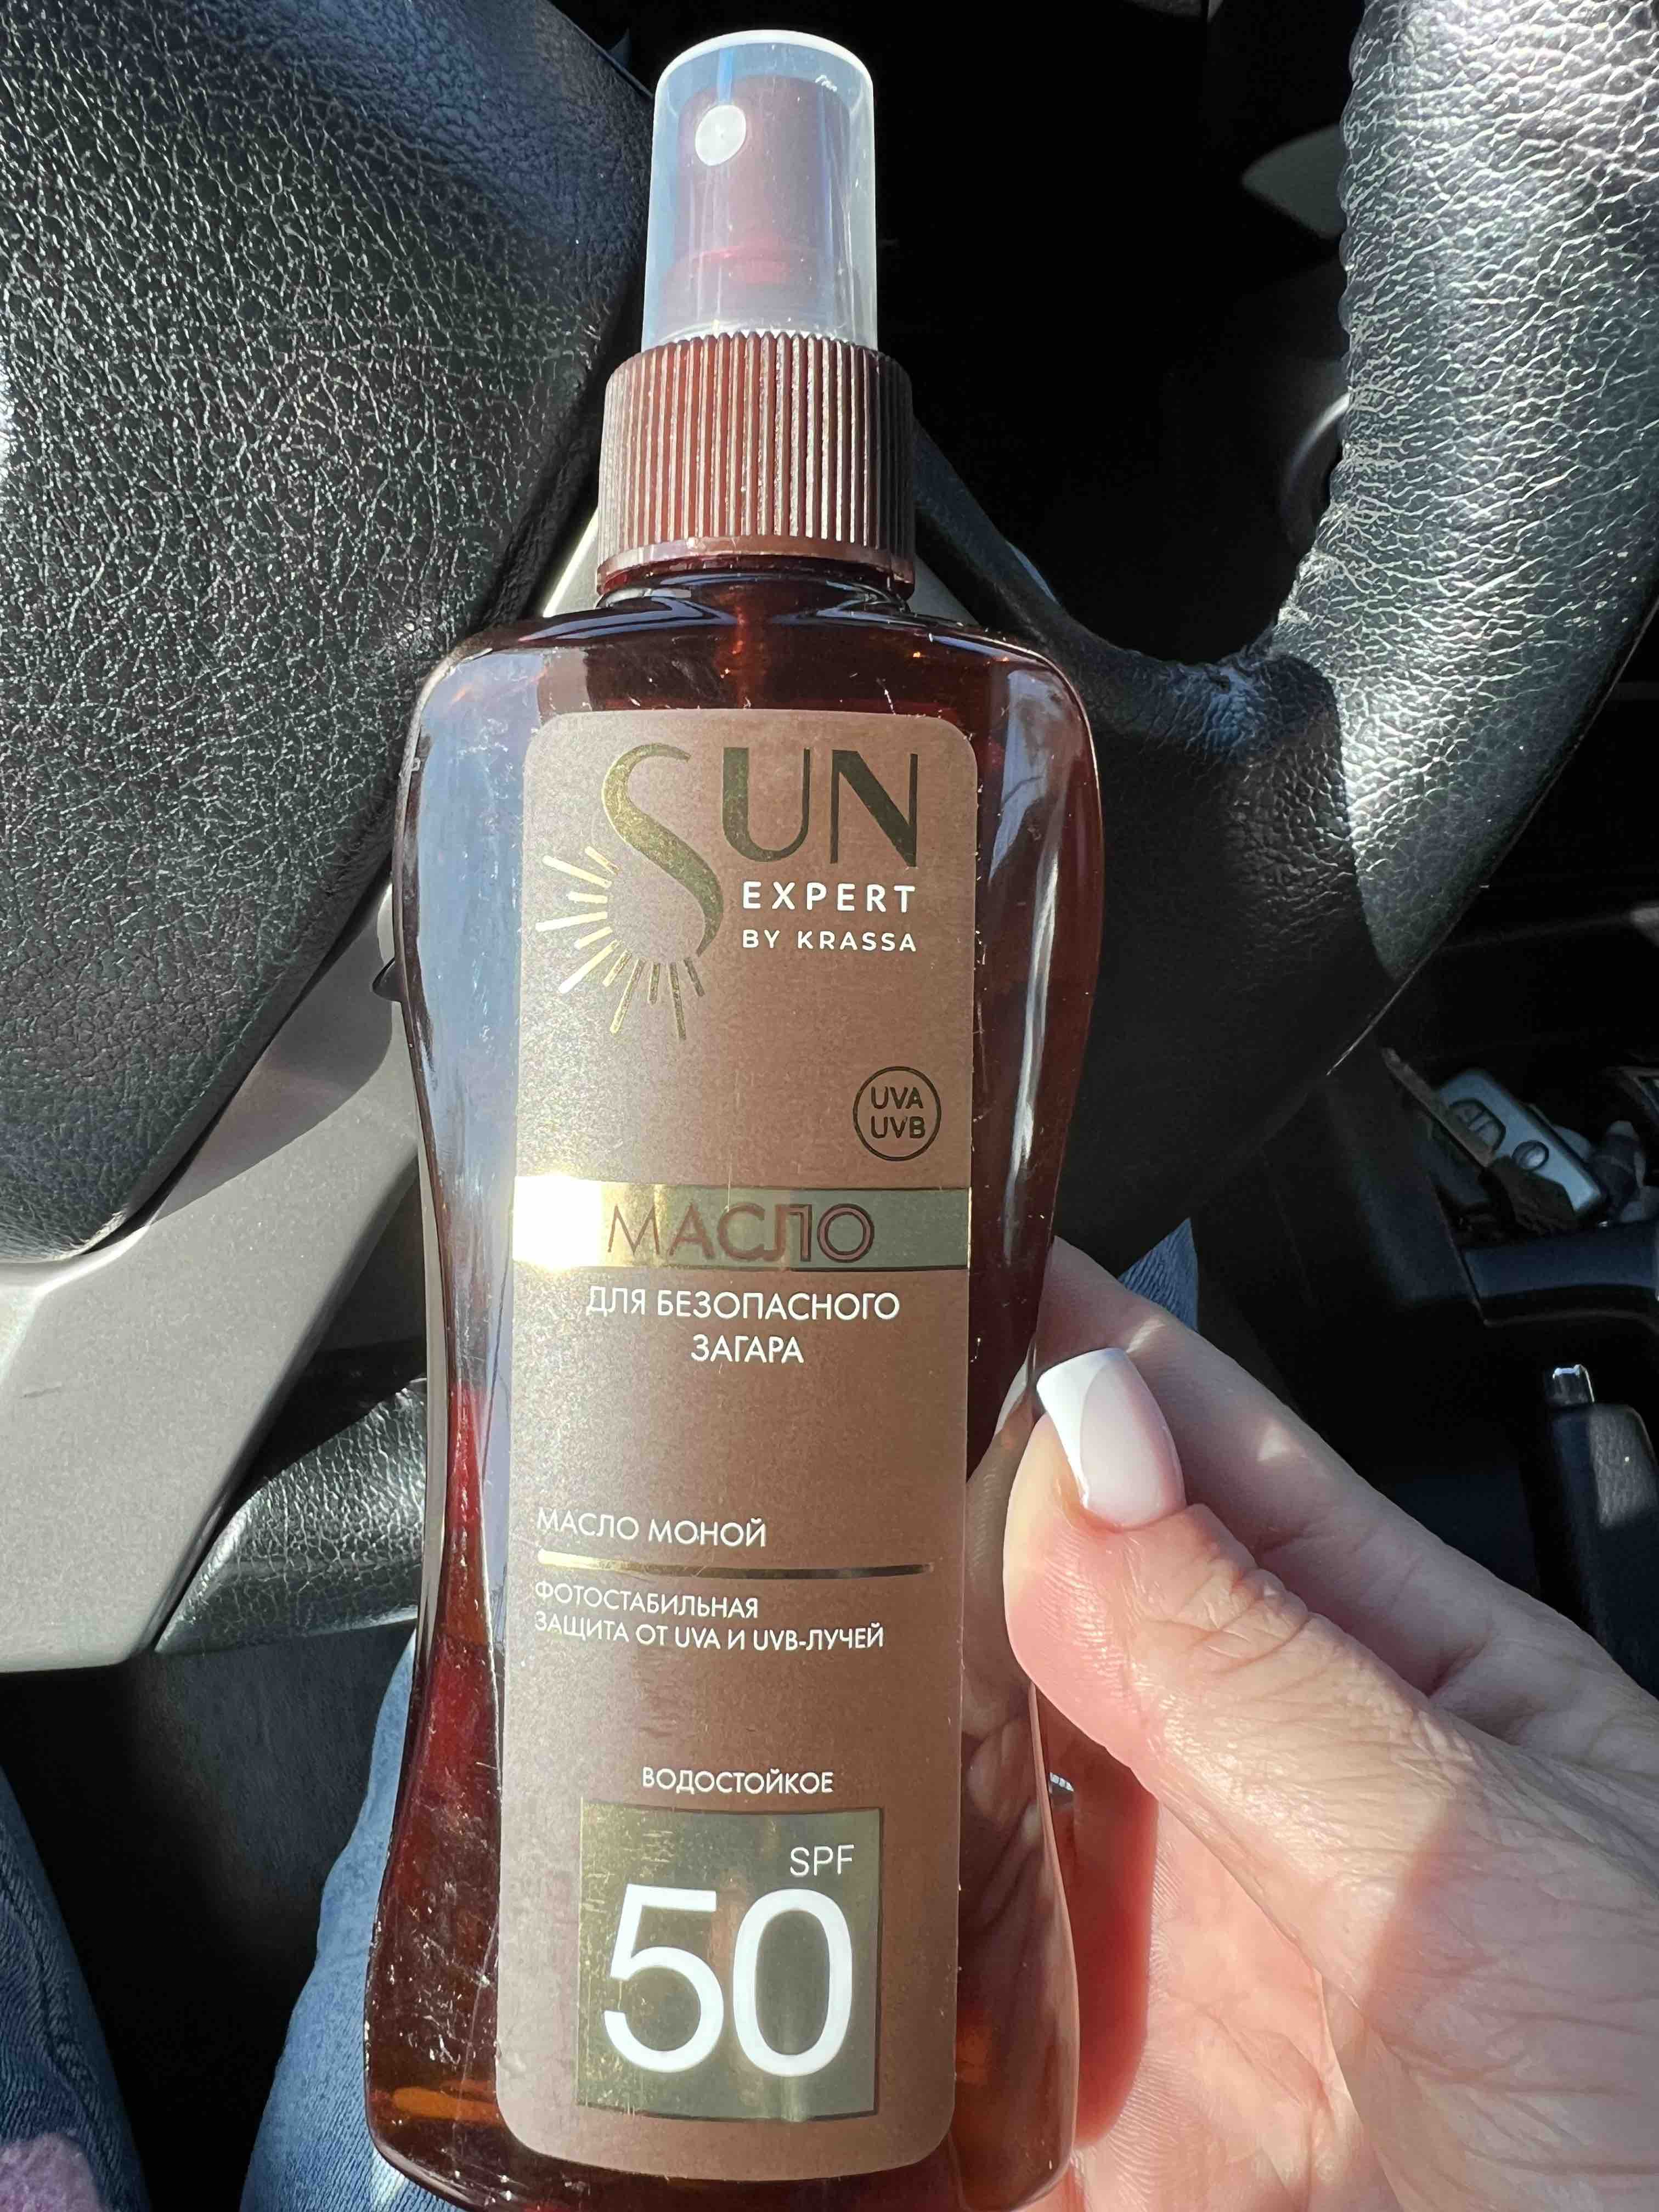 SUN
EXPERT
BY KRASSA
UVA
UVB
МАСЛО
ДЛЯ БЕЗОПАСНОГО
ЗАГАРА
МАСЛО МОНОЙ
ФОТОСТАБИЛЬНАЯ
ЗАЩИТА ОТ UVA И UVB-ЛУЧЕЙ
ВОДОСТОЙКОЕ
SPF
50